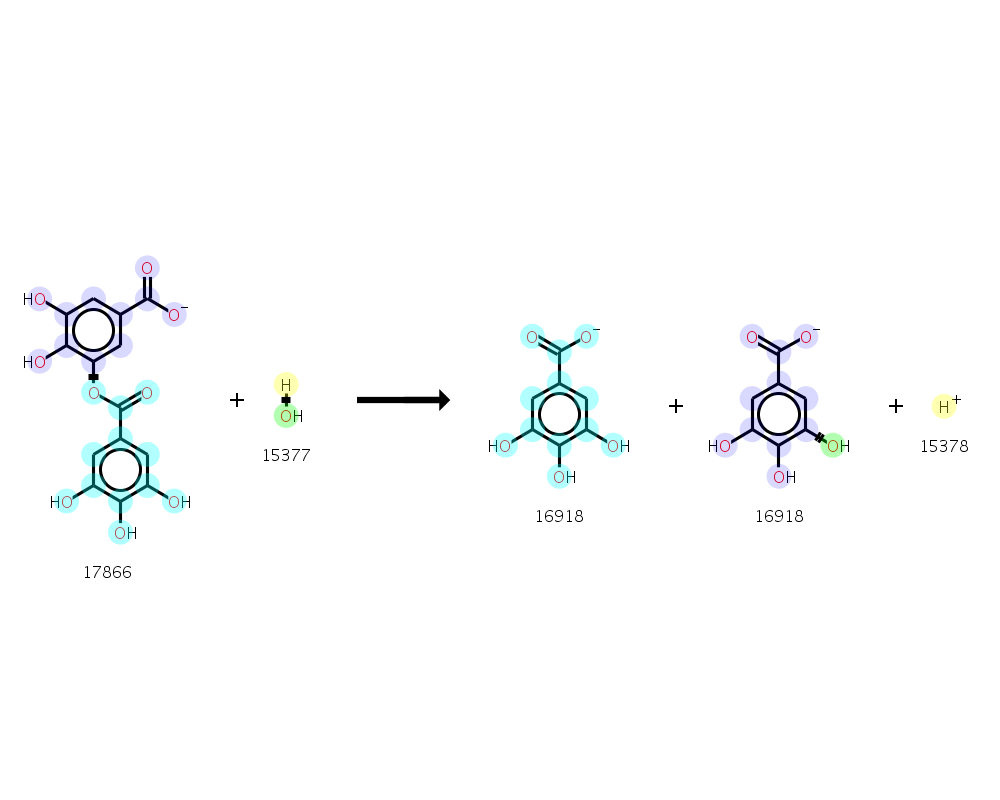 O
HO
O−
HO
O O
HO OH
OH
17866
+
H
OH
15377
O O−
HO OH
OH
16918
+
O O−
HO OH
OH
16918
+
H+
15378